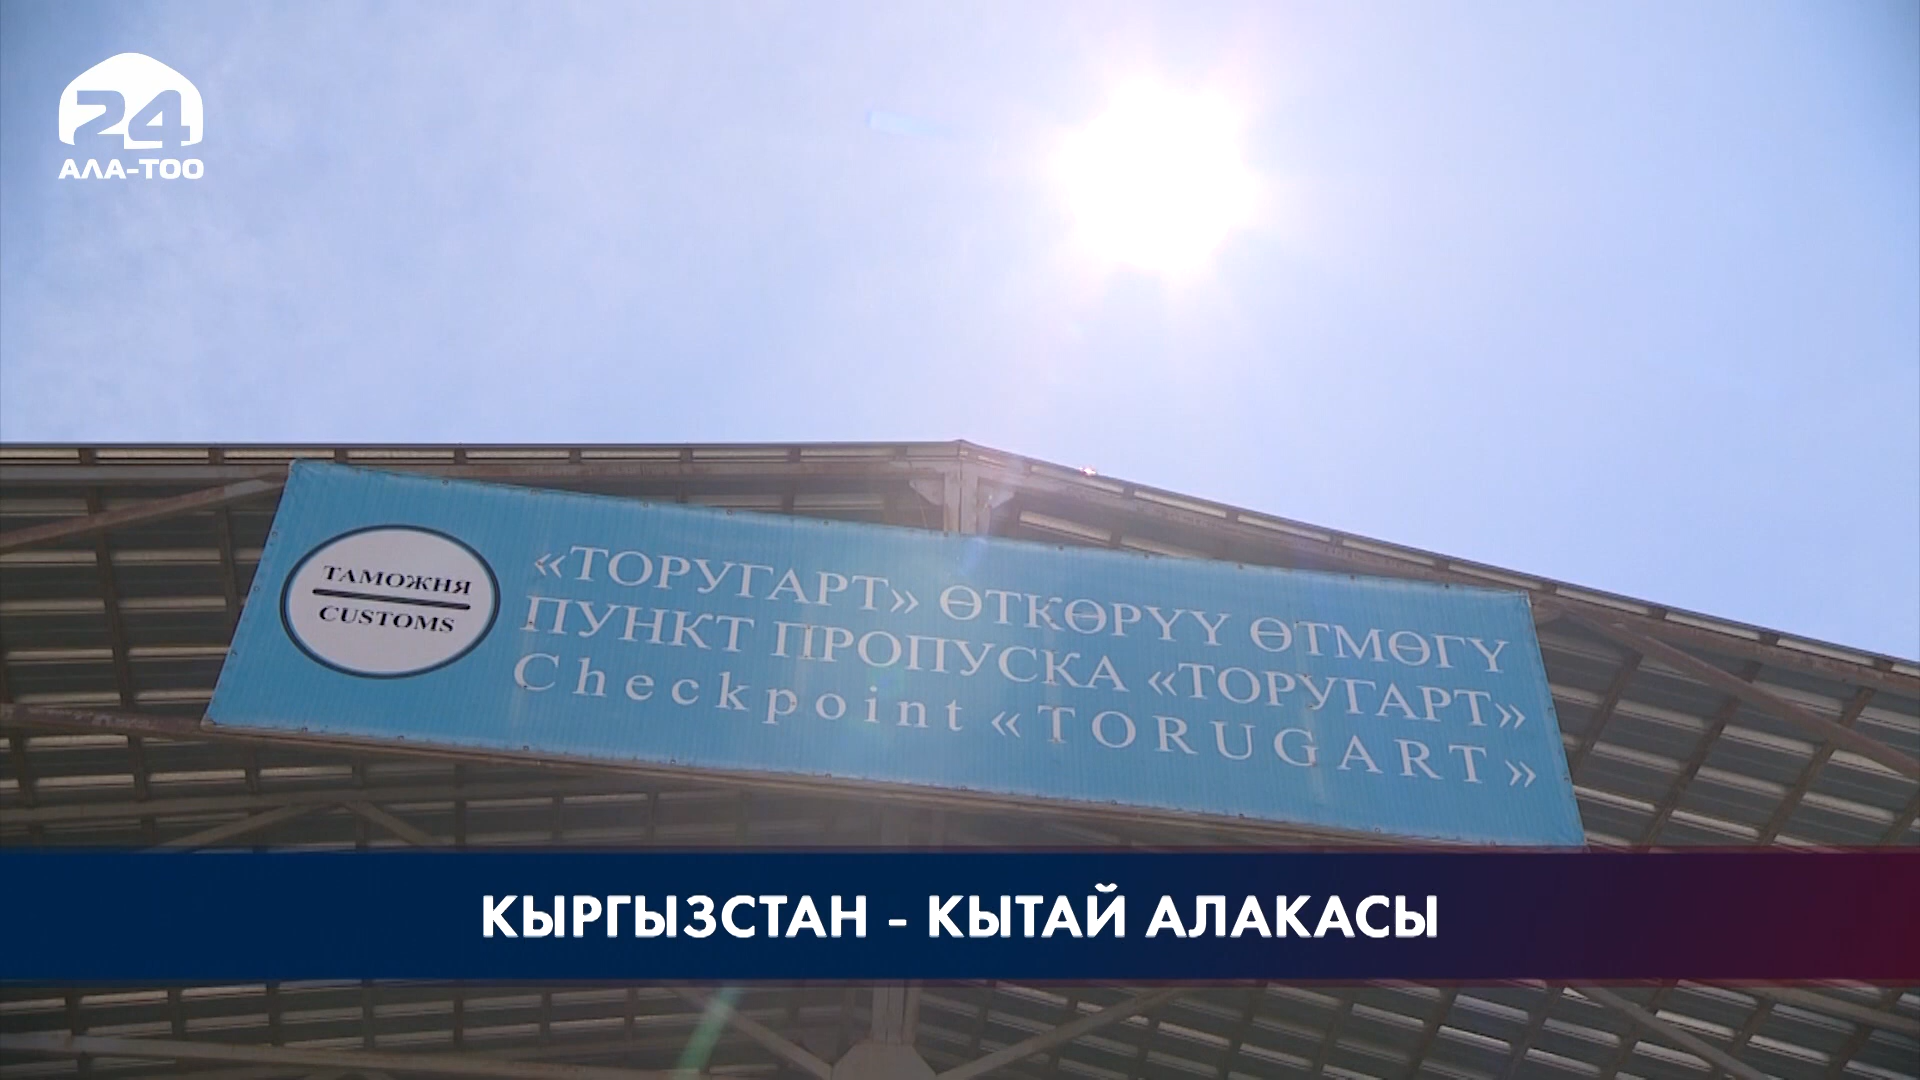 24
АЛА-ТОО
ТАМОЖНЯ
CUSTOMS
«ТОРУГАРТ» ӨТКӨРҮҮ ӨТМӨГҮ
ПУНКТ ПРОПУСКА «ТОРУГАРТ»
Checkpoint «TORUGART»
КЫРГЫЗСТАН - КЫТАЙ АЛАКАСЫ